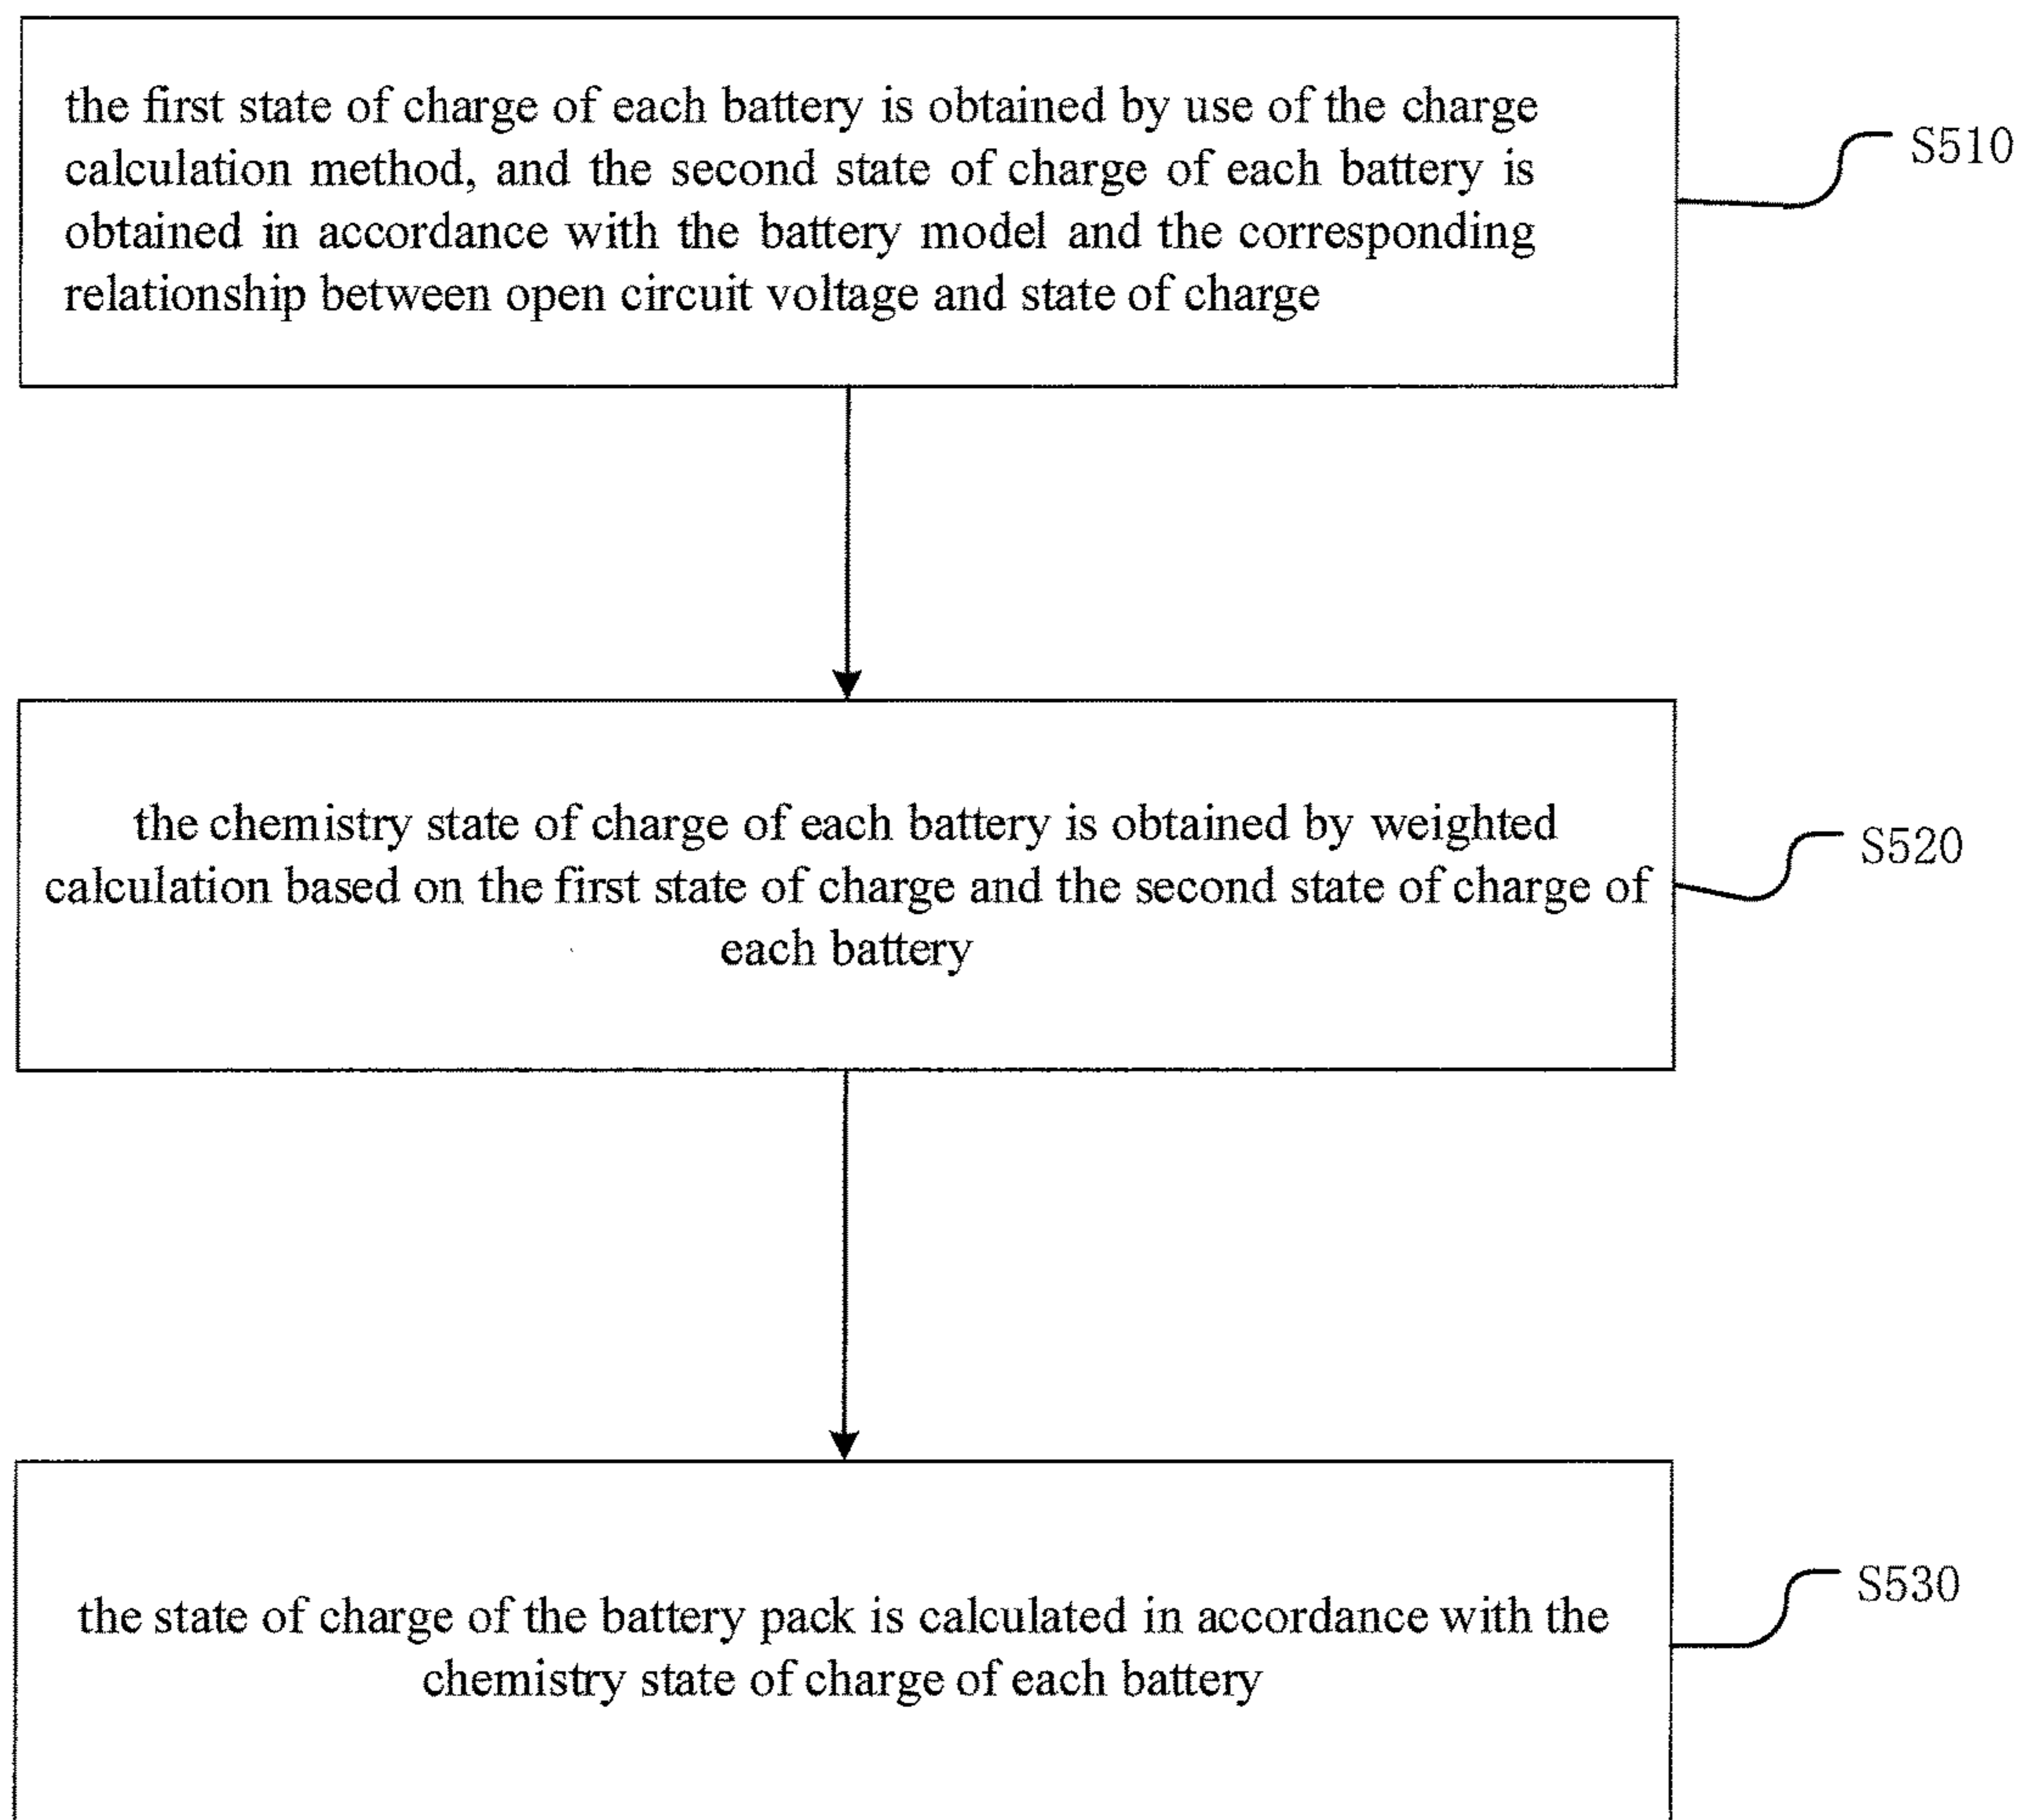 the first state of charge of each battery is obtained by use of the charge
calculation method, and the second state of charge of each battery is
obtained in accordance with the battery model and the corresponding
relationship between open circuit voltage and state of charge
S510
the chemistry state of charge of each battery is obtained by weighted
calculation based on the first state of charge and the second state of charge of
each battery
S520
the state of charge of the battery pack is calculated in accordance with the
chemistry state of charge of each battery
S530